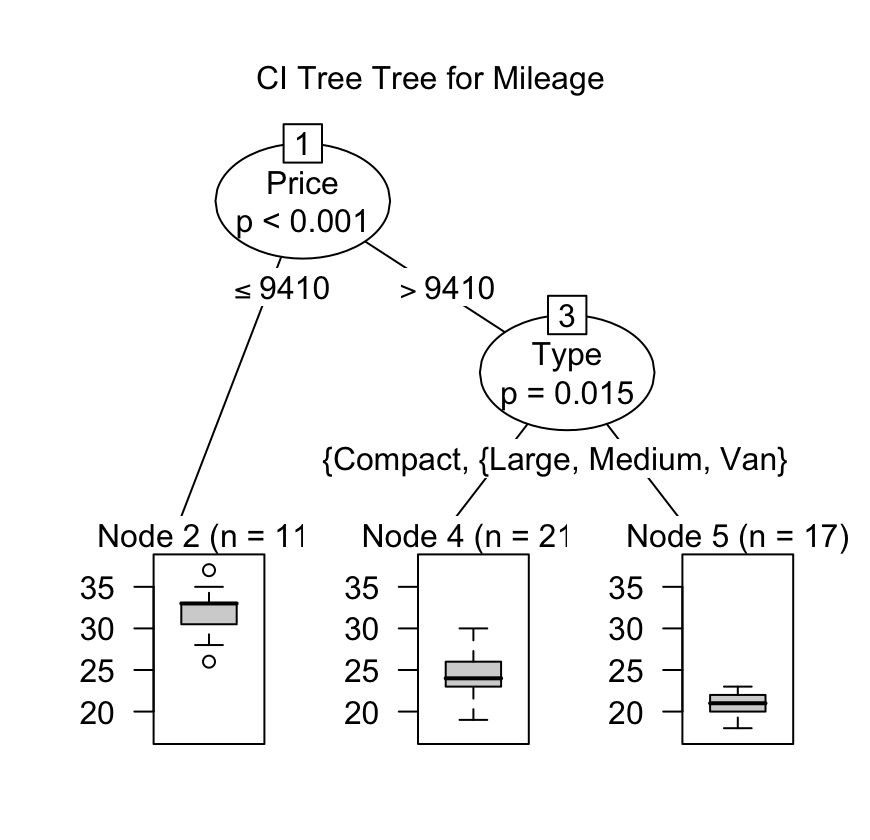 CI Tree Tree for Mileage
1
Price
p < 0.001
≤ 9410
> 9410
3
Type
p = 0.015
{Compact, {Large, Medium, Van}
Node 2 (n = 11
35
30
25
20
Node 4 (n = 21
35
30
25
20
Node 5 (n = 17)
35
30
25
20